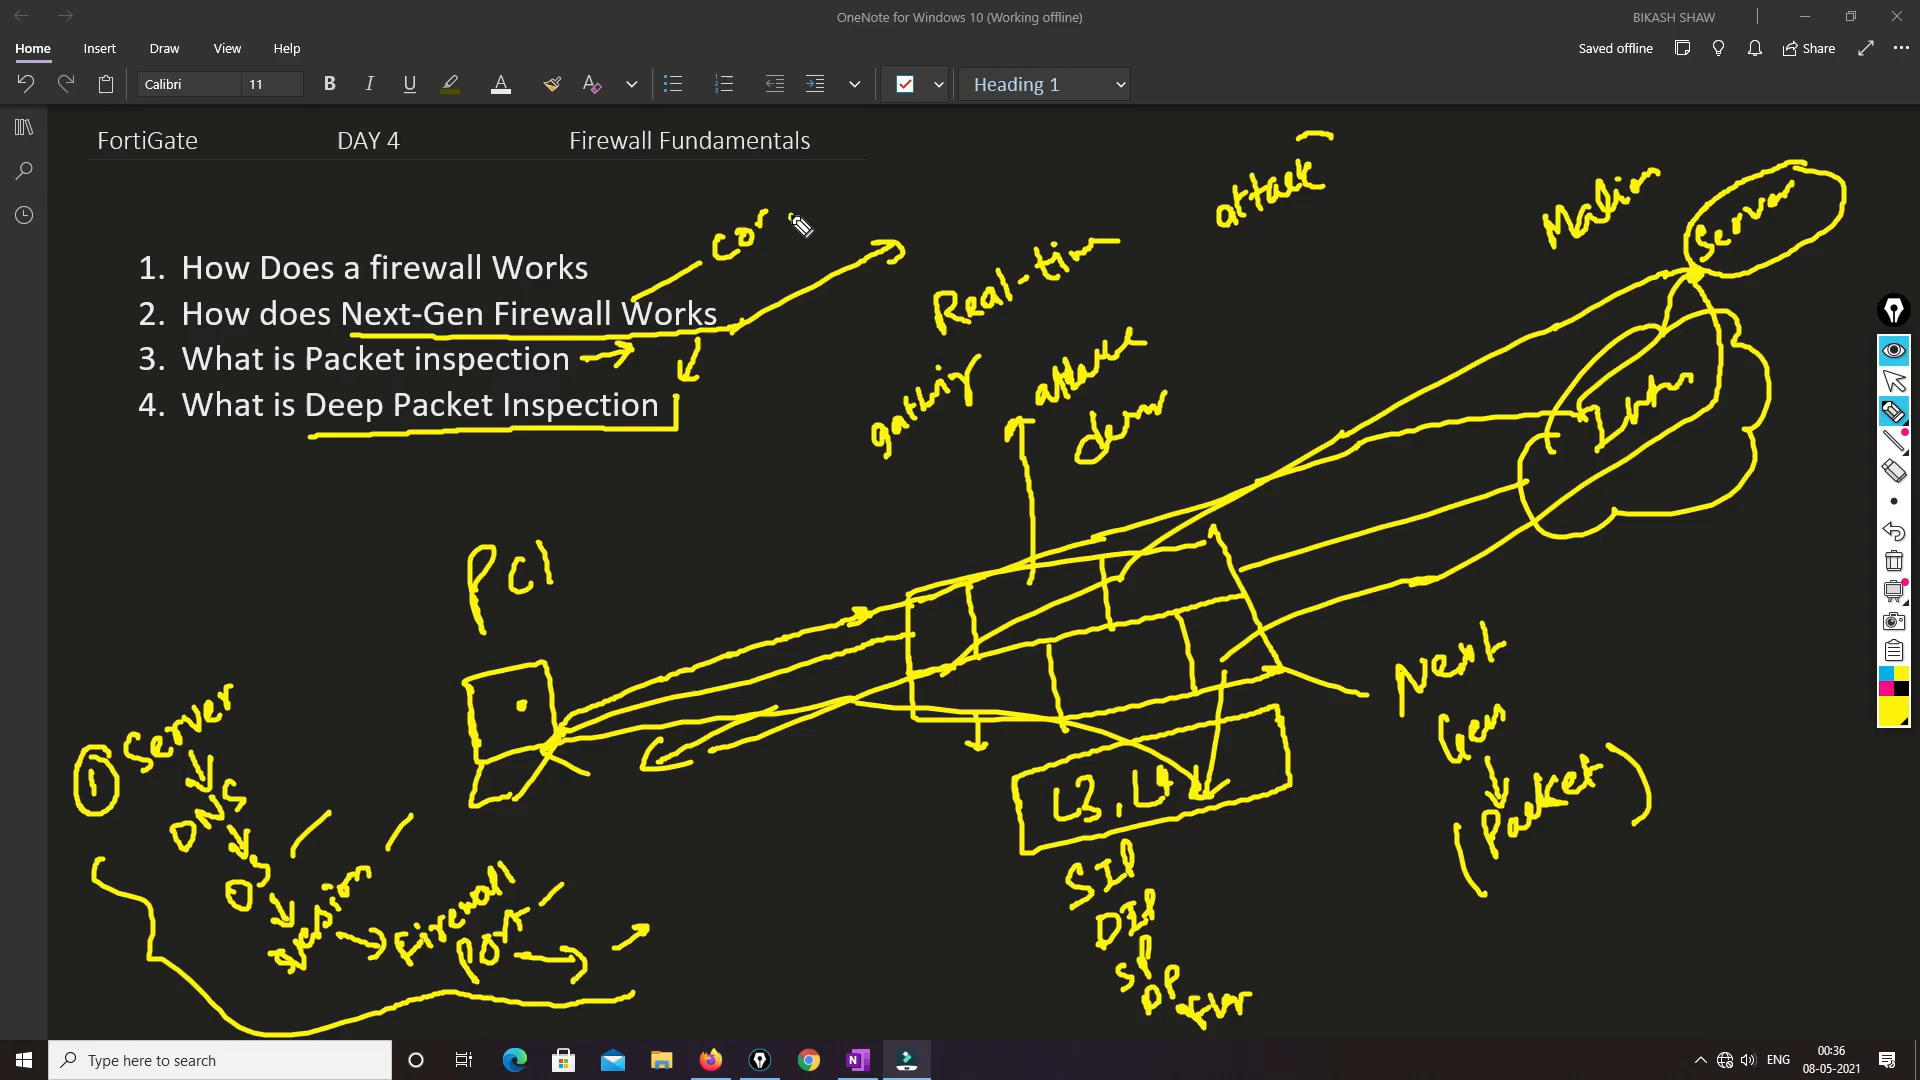 OneNote for Windows 10 (Working offline)
BIKASH SHAW
Home Insert Draw View Help
Saved offline
Share
Calibri 11 B I U A A Heading 1
FortiGate DAY 4 Firewall Fundamentals
1. How Does a firewall Works
2. How does Next-Gen Firewall Works
3. What is Packet inspection
4. What is Deep Packet Inspection
cor
attack
Server
Real-tim
PC1
Next
Gen
(Packet)
L3, L4
SIP
DIP
SP
DP
1 Server
DNS
OS
version
Firewall
POrt
Type here to search
ENG
00:36
08-05-2021